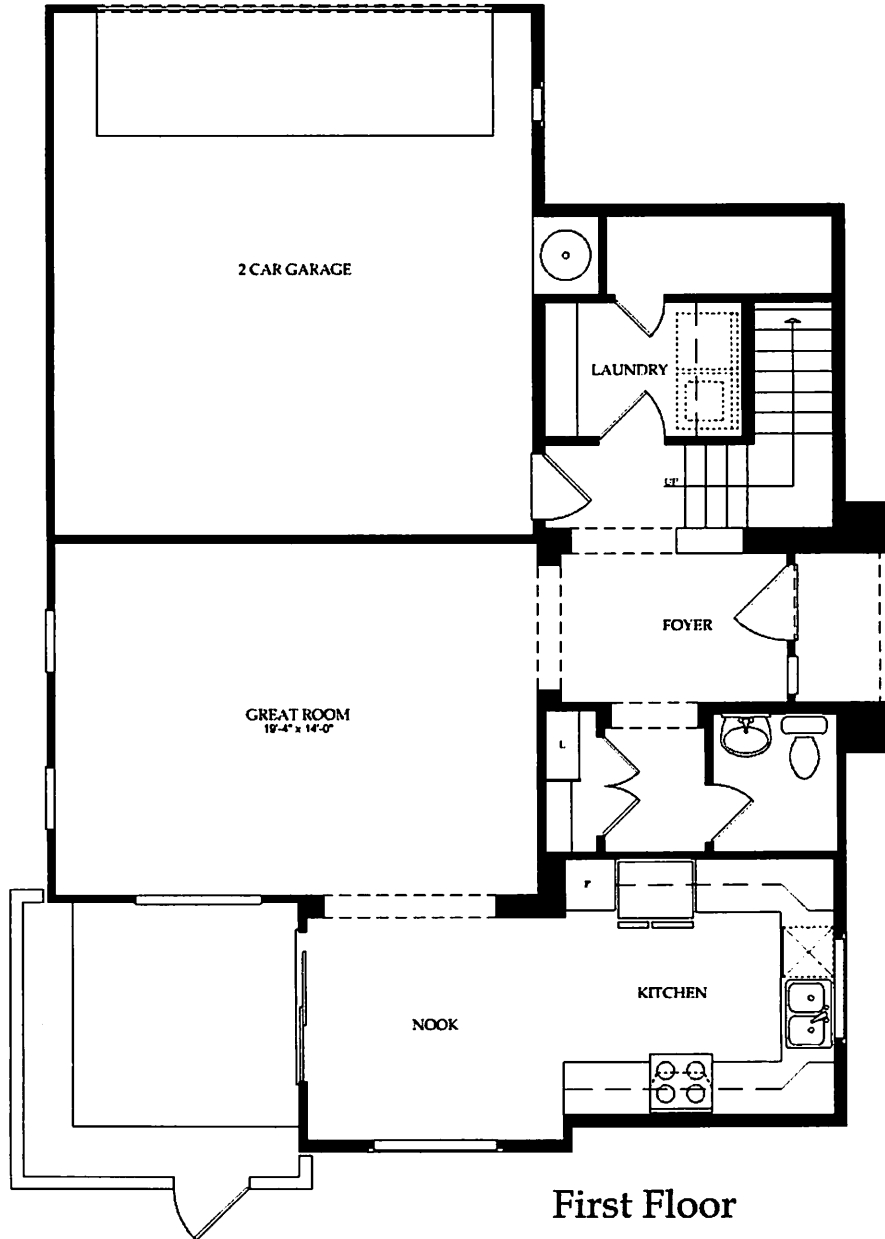 2 CAR GARAGE
LAUNDRY
UP
FOYER
GREAT ROOM
19'-4" x 14'-0"
L
P
KITCHEN
NOOK
First Floor